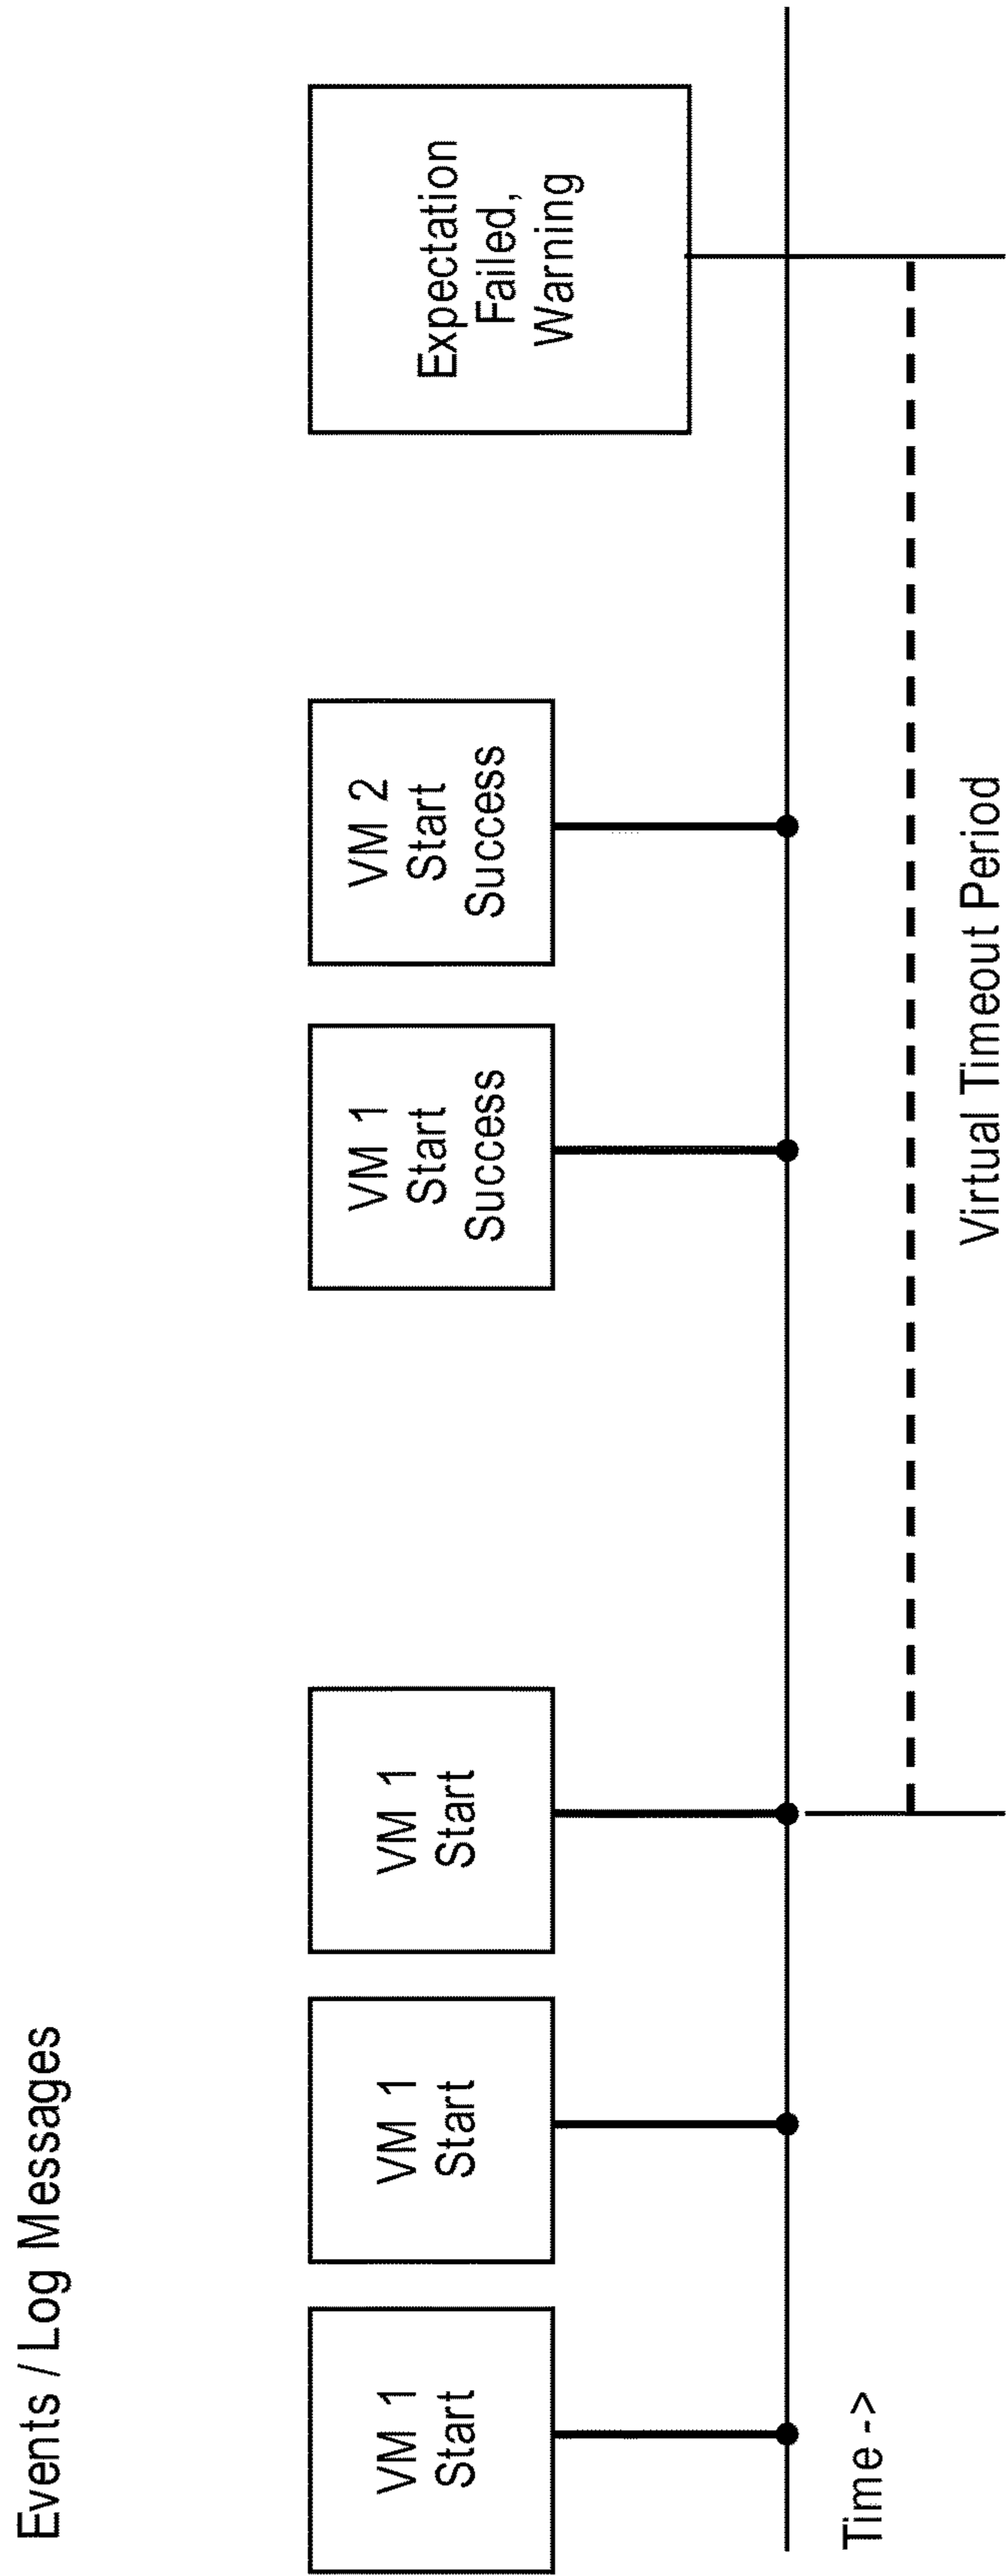 Events / Log Messages
VM 1
Start
VM 1
Start
VM 1
Start
VM 1
Start
Success
VM 2
Start
Success
Expectation
Failed,
Warning
Time ->
Virtual Timeout Period